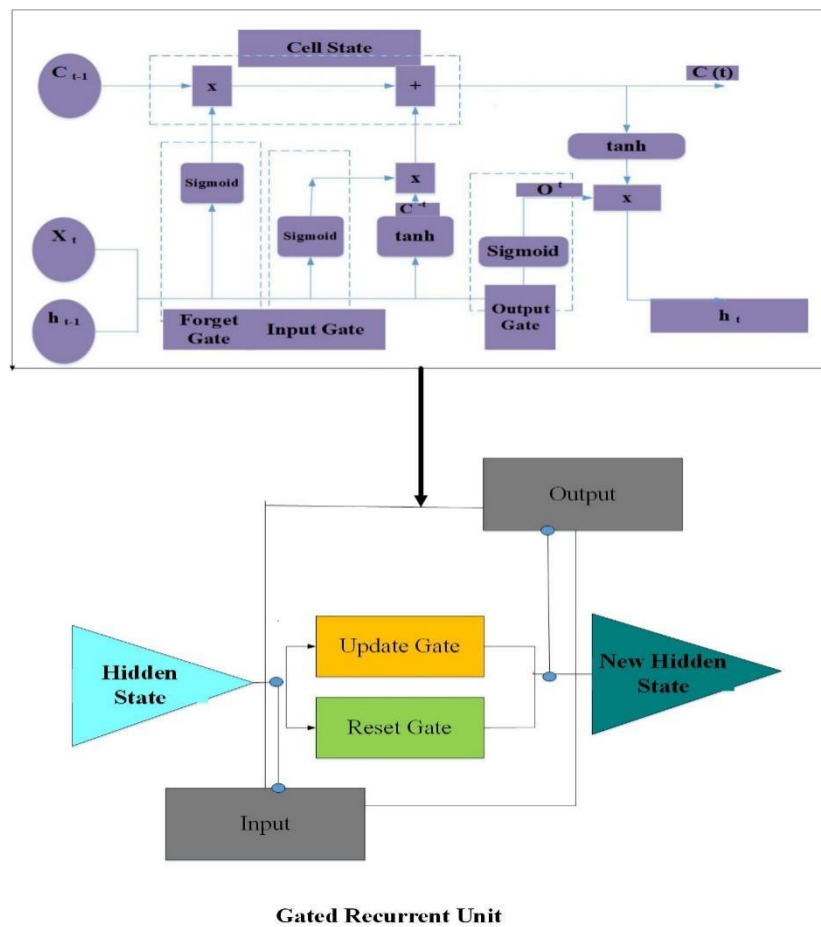 Cell State
C t-1
x
+
C (t)
tanh
Sigmoid
x
O t
x
C -t
X t
Sigmoid
tanh
Sigmoid
h t-1
Forget
Gate
Input Gate
Output
Gate
h t
Output
Hidden
State
Update Gate
Reset Gate
New Hidden
State
Input
Gated Recurrent Unit